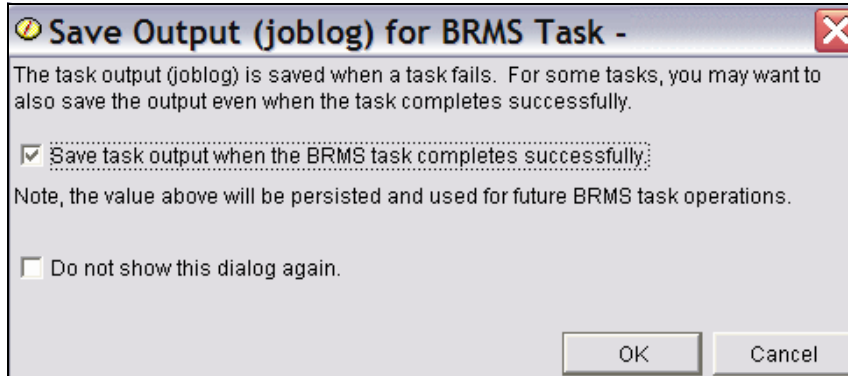 Save Output (joblog) for BRMS Task -
The task output (joblog) is saved when a task fails. For some tasks, you may want to
also save the output even when the task completes successfully.
Save task output when the BRMS task completes successfully.
Note, the value above will be persisted and used for future BRMS task operations.
Do not show this dialog again.
OK Cancel